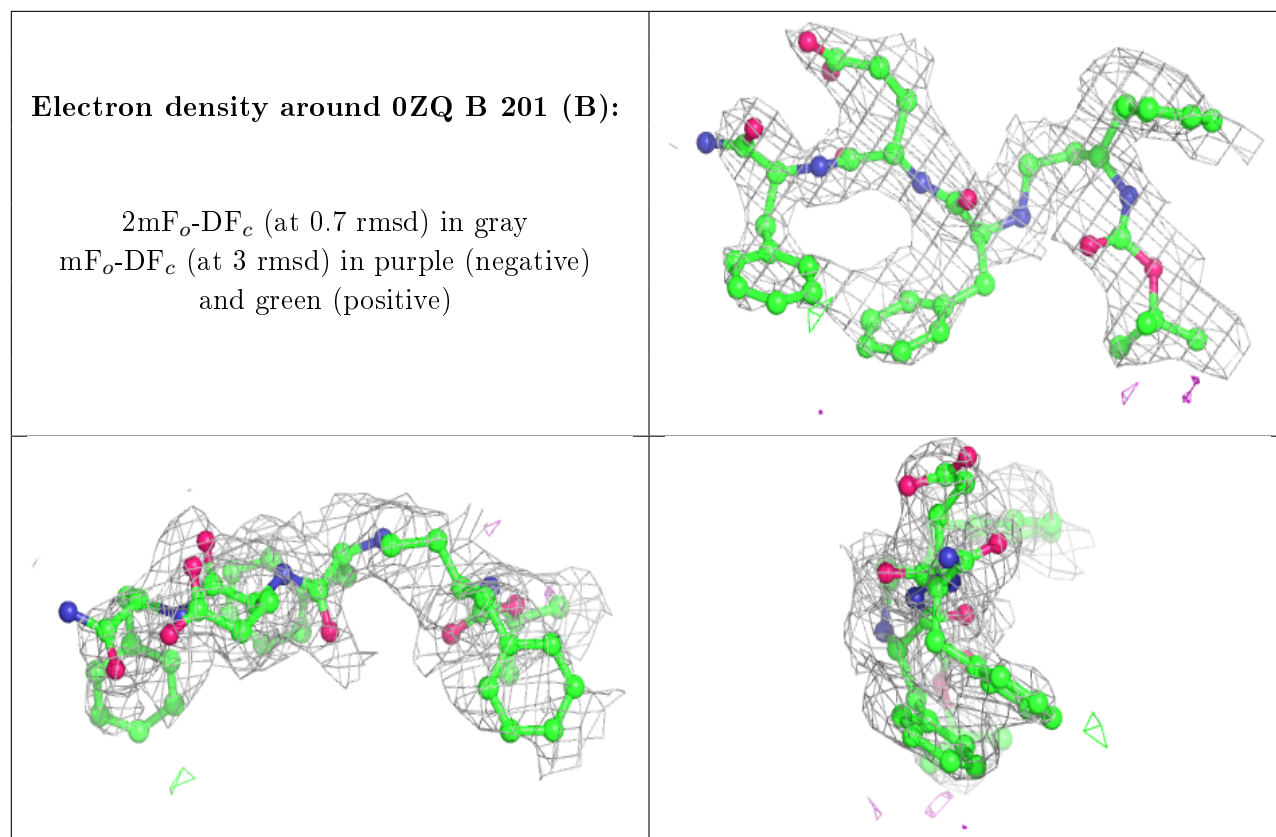 Electron density around 0ZQ B 201 (B):
2mFₒ-DF𝑐 (at 0.7 rmsd) in gray
mFₒ-DF𝑐 (at 3 rmsd) in purple (negative)
and green (positive)